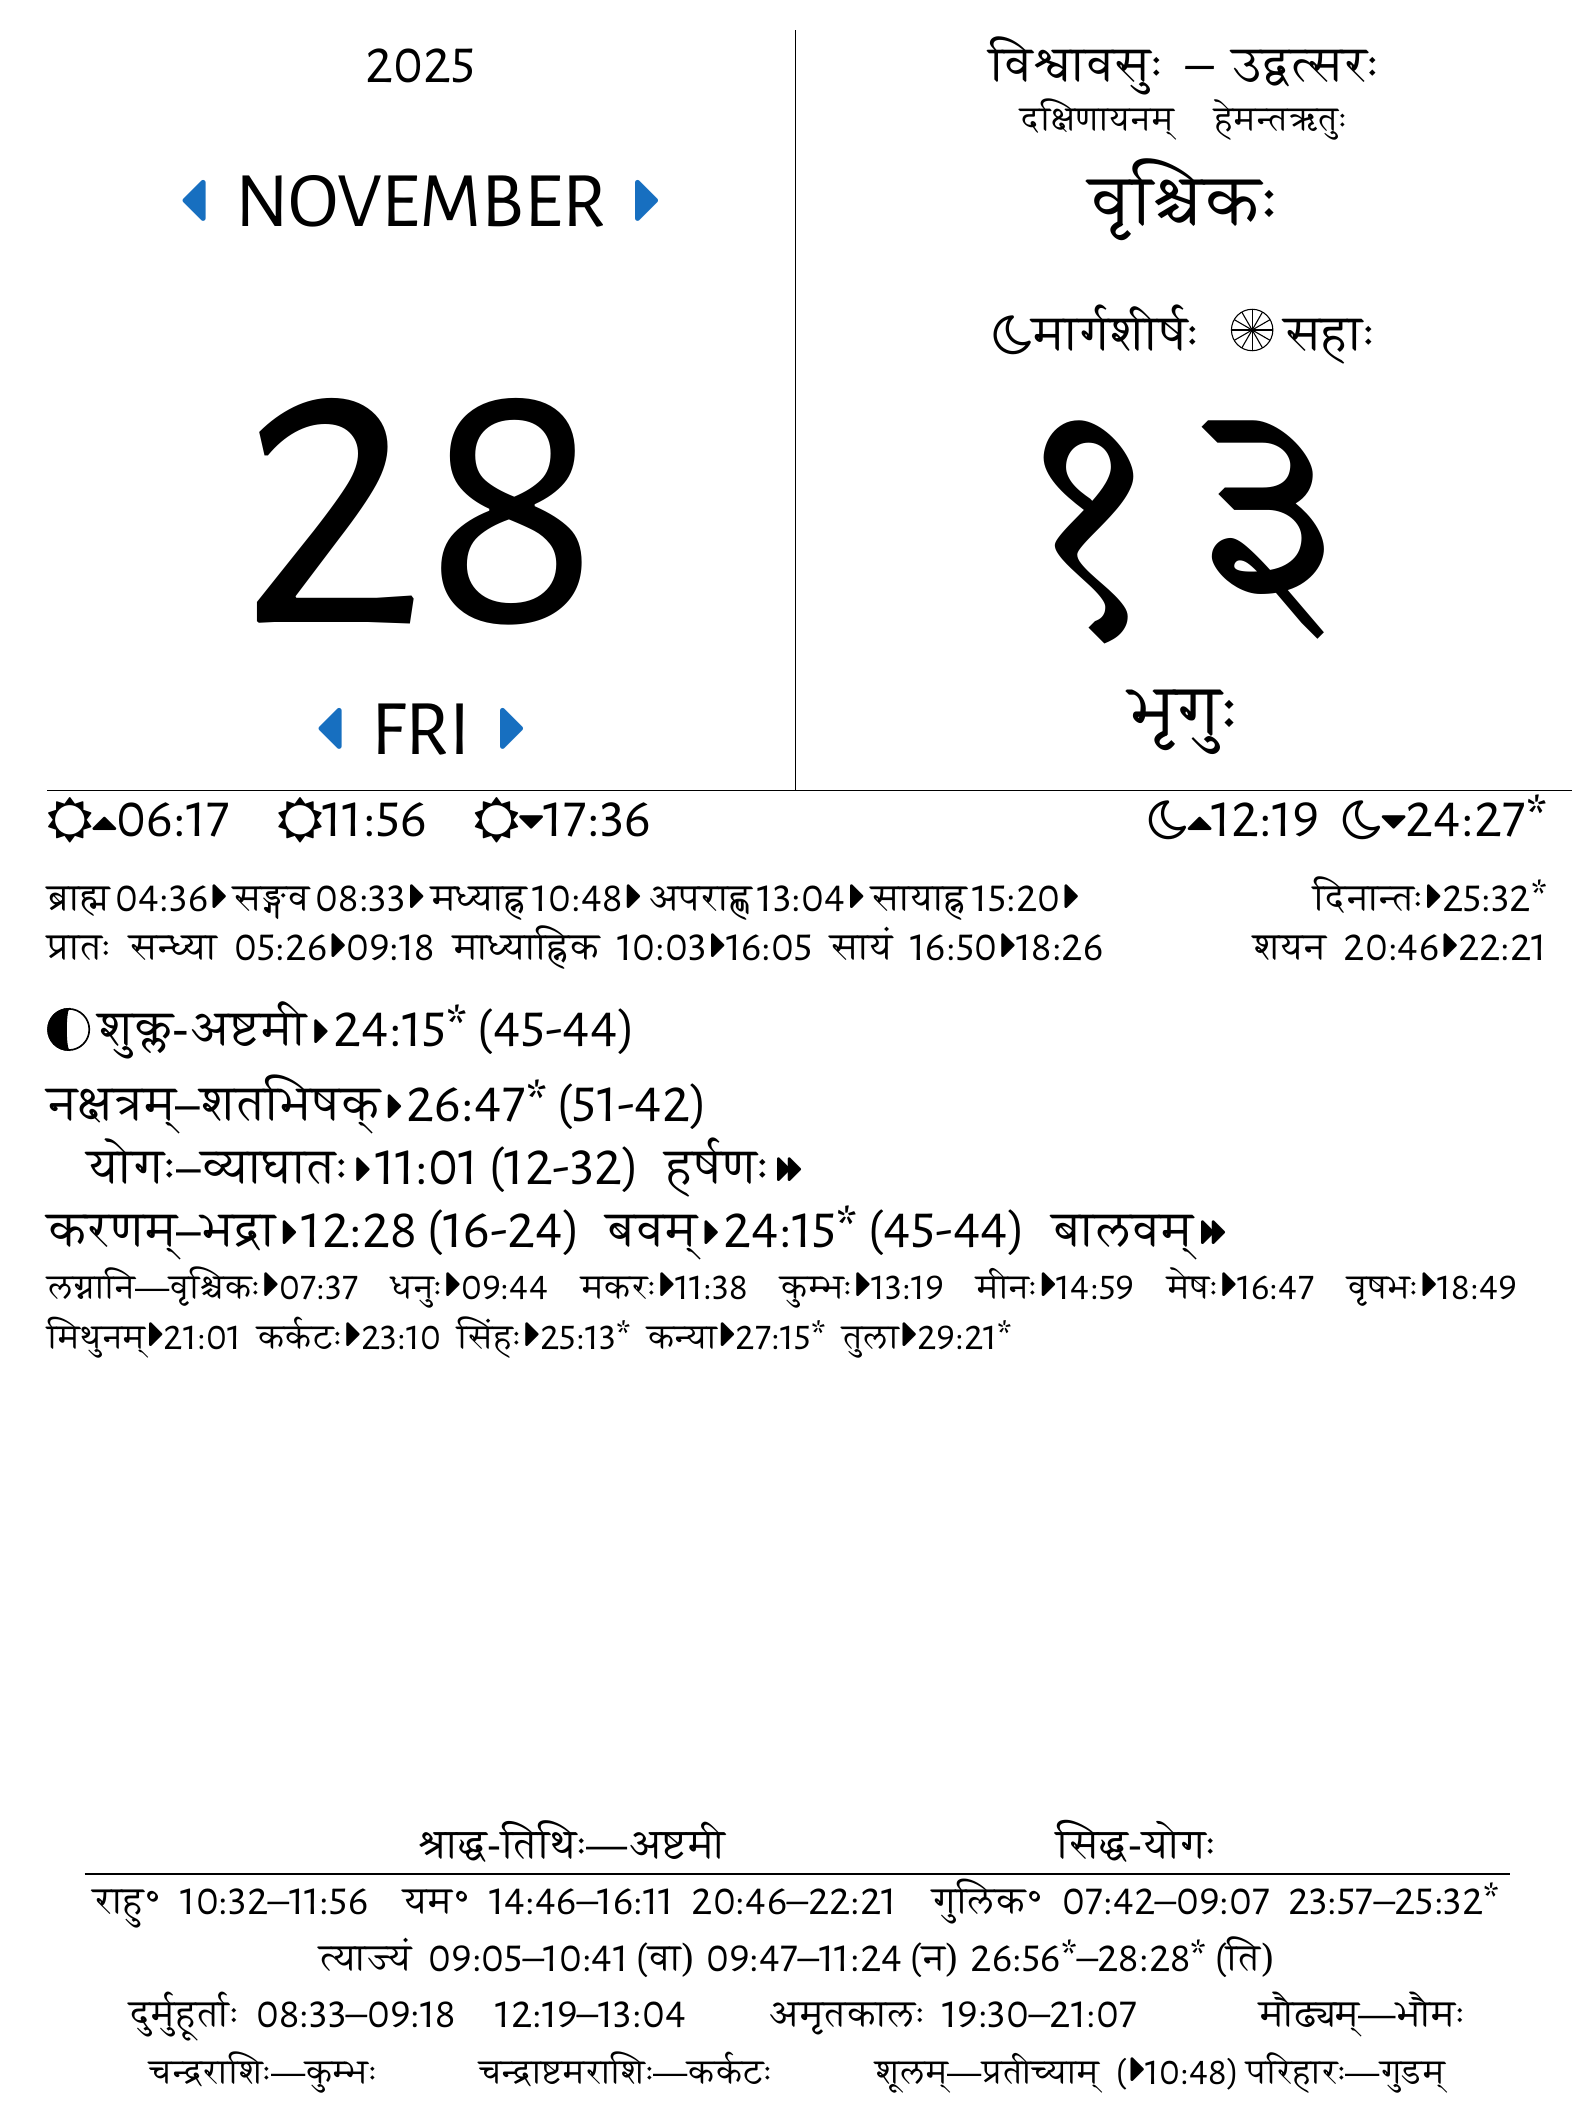 2025
NOVEMBER
28
FRI
विश्वावसुः – उद्वत्सरः
दक्षिणायनम् हेमन्तऋतुः
वृश्चिकः
मार्गशीर्षः सहाः
१३
भृगुः
06:17 11:56 17:36 12:19 24:27*
ब्राह्म 04:36 सङ्गव 08:33 मध्याह्न 10:48 अपराह्ण 13:04 सायाह्न 15:20 दिनान्तः 25:32*
प्रातः सन्ध्या 05:26 09:18 माध्याह्निक 10:03 16:05 सायं 16:50 18:26 शयन 20:46 22:21
शुक्ल-अष्टमी 24:15* (45-44)
नक्षत्रम्–शतभिषक् 26:47* (51-42)
योगः–व्याघातः 11:01 (12-32) हर्षणः
करणम्–भद्रा 12:28 (16-24) बवम् 24:15* (45-44) बालवम्
लग्नानि—वृश्चिकः 07:37 धनुः 09:44 मकरः 11:38 कुम्भः 13:19 मीनः 14:59 मेषः 16:47 वृषभः 18:49
मिथुनम् 21:01 कर्कटः 23:10 सिंहः 25:13* कन्या 27:15* तुला 29:21*
श्राद्ध-तिथिः—अष्टमी सिद्ध-योगः
राहु॰ 10:32–11:56 यम॰ 14:46–16:11 20:46–22:21 गुलिक॰ 07:42–09:07 23:57–25:32*
त्याज्यं 09:05–10:41 (वा) 09:47–11:24 (न) 26:56*–28:28* (ति)
दुर्मुहूर्ताः 08:33–09:18 12:19–13:04 अमृतकालः 19:30–21:07 मौढ्यम्—भौमः
चन्द्रराशिः—कुम्भः चन्द्राष्टमराशिः—कर्कटः शूलम्—प्रतीच्याम् (10:48) परिहारः—गुडम्